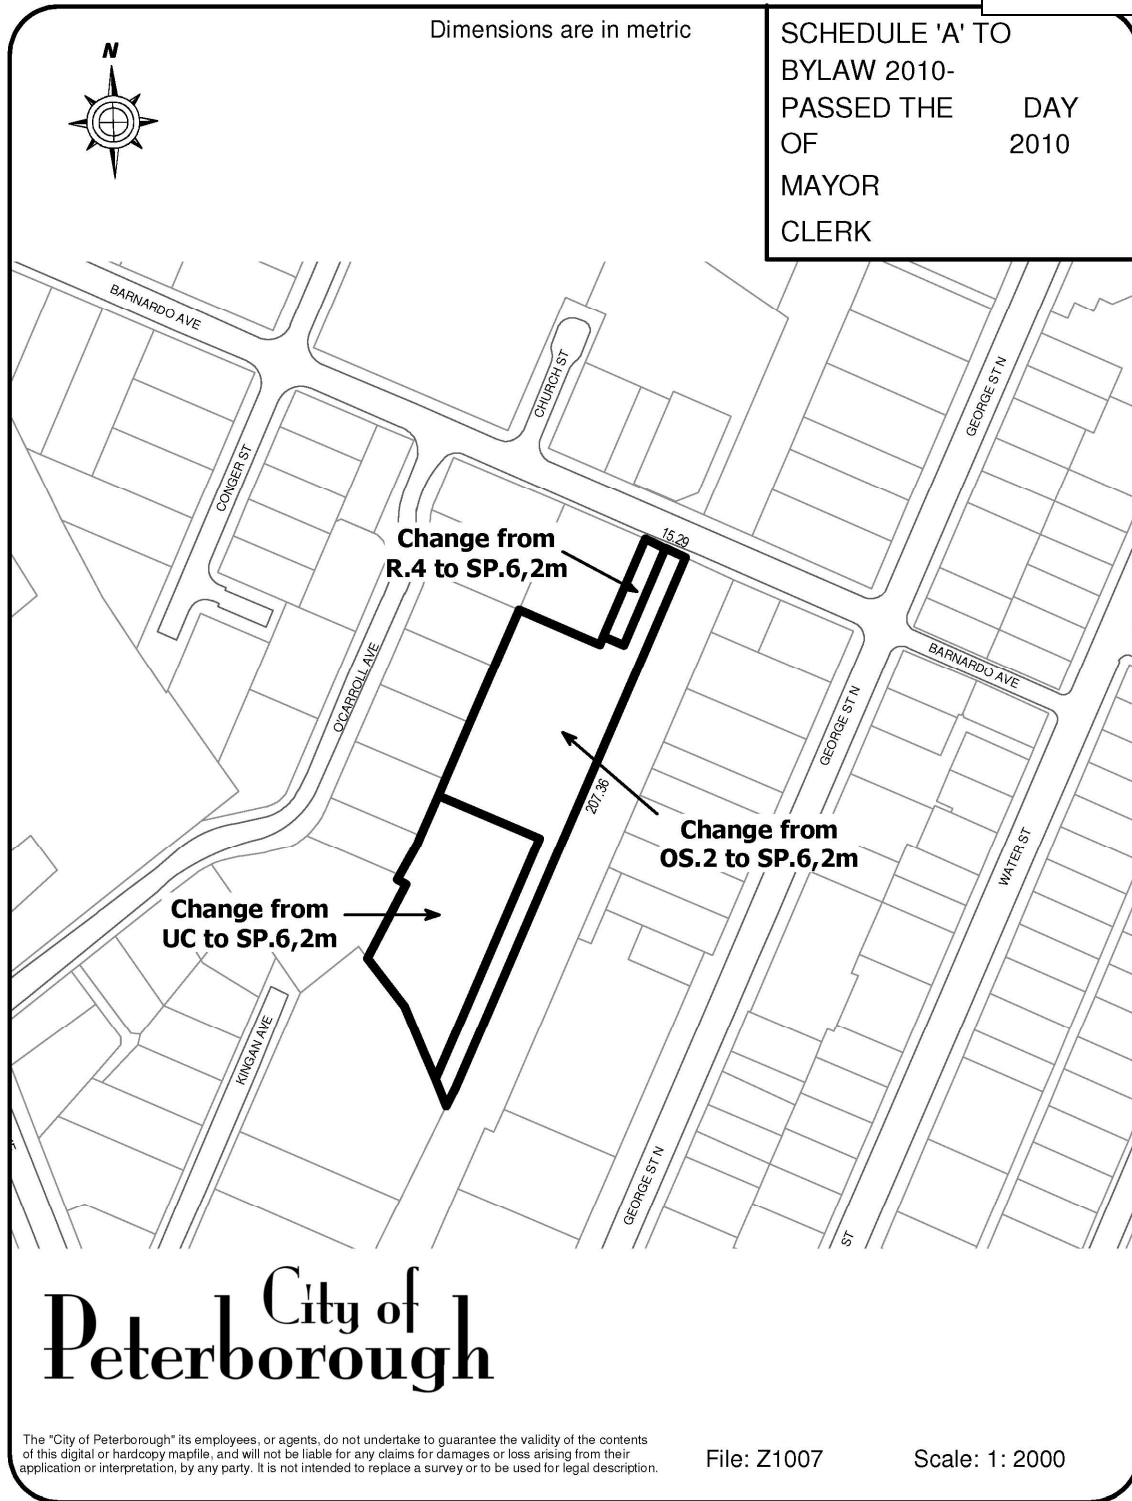 Dimensions are in metric
SCHEDULE 'A' TO
BYLAW 2010-
PASSED THE DAY
OF 2010
MAYOR
CLERK
N
BARNARDO AVE
CHURCH ST
GEORGE ST N
CONGER ST
15.29
Change from
R.4 to SP.6,2m
O'CARROLL AVE
BARNARDO AVE
GEORGE ST N
207.36
Change from
OS.2 to SP.6,2m
WATER ST
Change from
UC to SP.6,2m
KINGAN AVE
GEORGE ST N
ST
City of
Peterborough
The "City of Peterborough" its employees, or agents, do not undertake to guarantee the validity of the contents
of this digital or hardcopy mapfile, and will not be liable for any claims for damages or loss arising from their
application or interpretation, by any party. It is not intended to replace a survey or to be used for legal description.
File: Z1007
Scale: 1: 2000